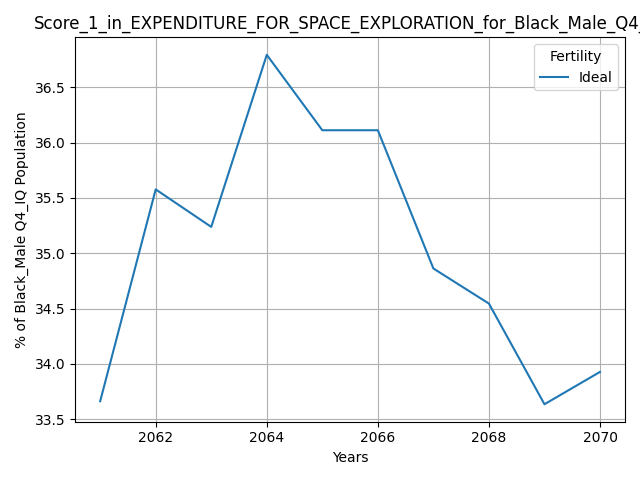 Score_1_in_EXPENDITURE_FOR_SPACE_EXPLORATION_for_Black_Male_Q4_
Fertility
Ideal
% of Black_Male Q4_IQ Population
36.5
36.0
35.5
35.0
34.5
34.0
33.5
2062 2064 2066 2068 2070
Years